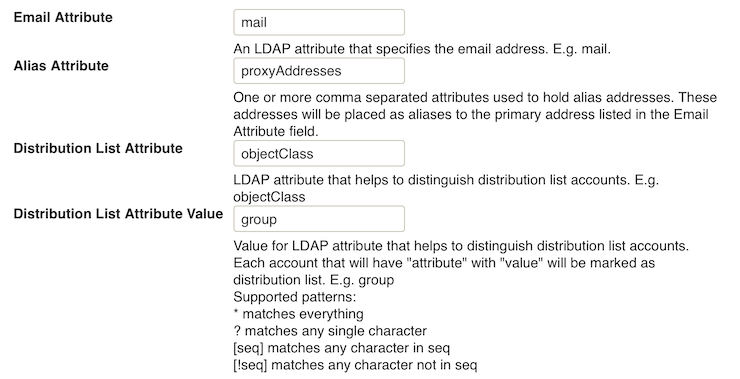 Email Attribute
mail
An LDAP attribute that specifies the email address. E.g. mail.
Alias Attribute
proxyAddresses
One or more comma separated attributes used to hold alias addresses. These
addresses will be placed as aliases to the primary address listed in the Email
Attribute field.
Distribution List Attribute
objectClass
LDAP attribute that helps to distinguish distribution list accounts. E.g.
objectClass
Distribution List Attribute Value
group
Value for LDAP attribute that helps to distinguish distribution list accounts.
Each account that will have "attribute" with "value" will be marked as
distribution list. E.g. group
Supported patterns:
* matches everything
? matches any single character
[seq] matches any character in seq
[!seq] matches any character not in seq